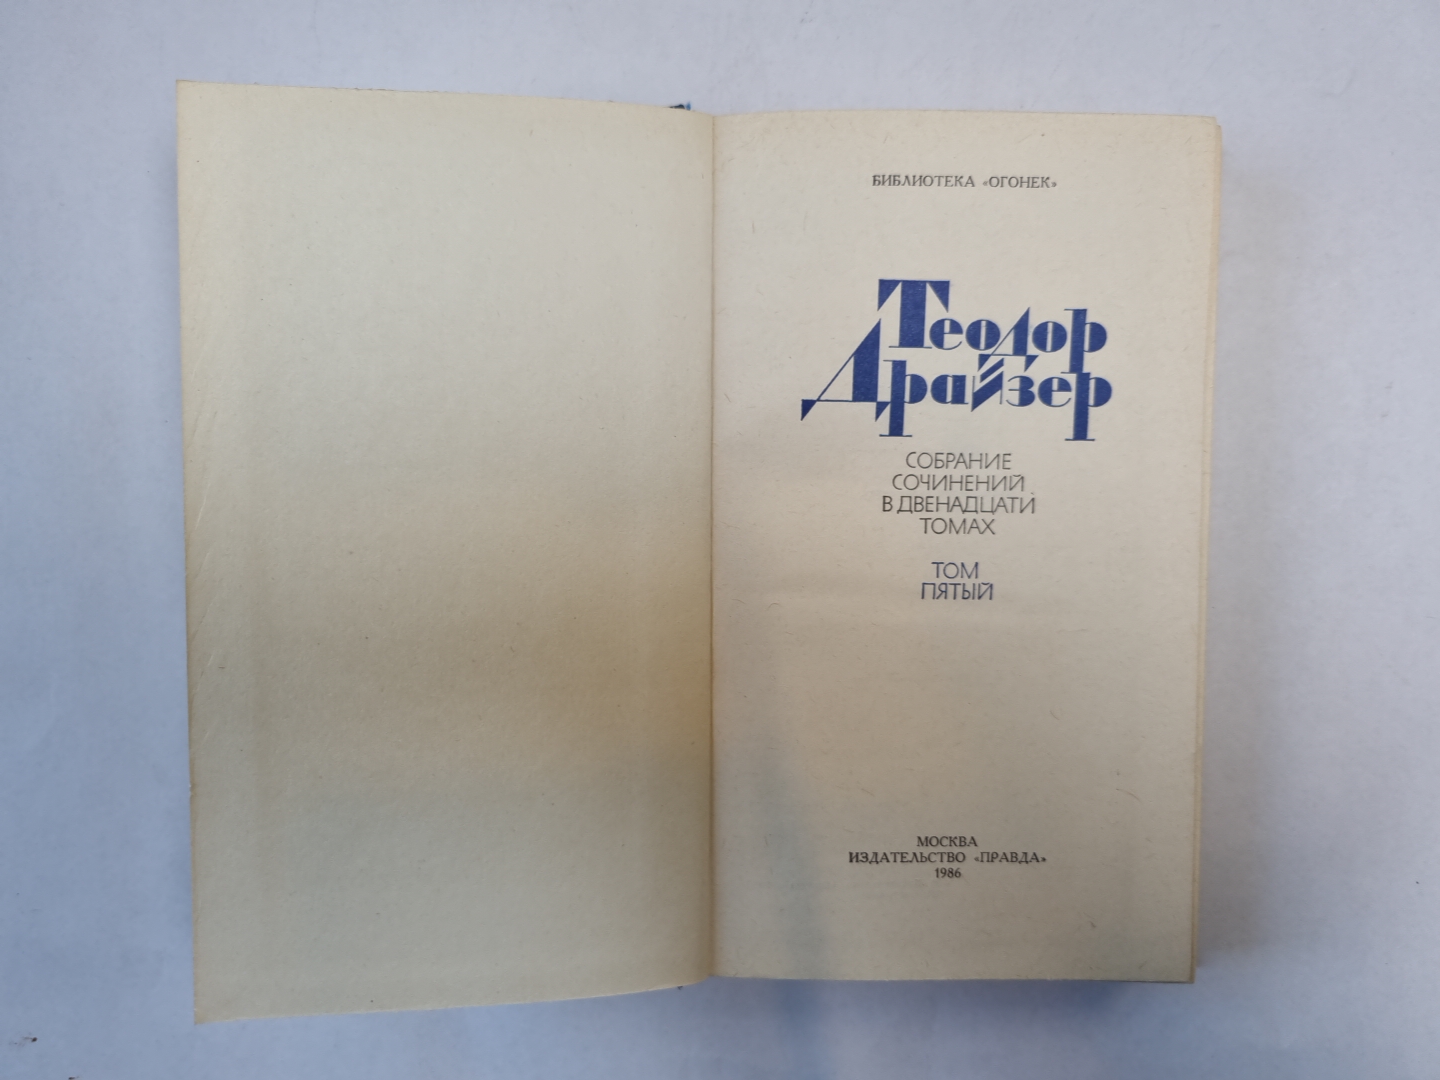 БИБЛИОТЕКА «ОГОНЕК»
Теодор
Драйзер
СОБРАНИЕ
СОЧИНЕНИЙ
В ДВЕНАДЦАТИ
ТОМАХ
ТОМ
ПЯТЫЙ
МОСКВА
ИЗДАТЕЛЬСТВО «ПРАВДА»
1986